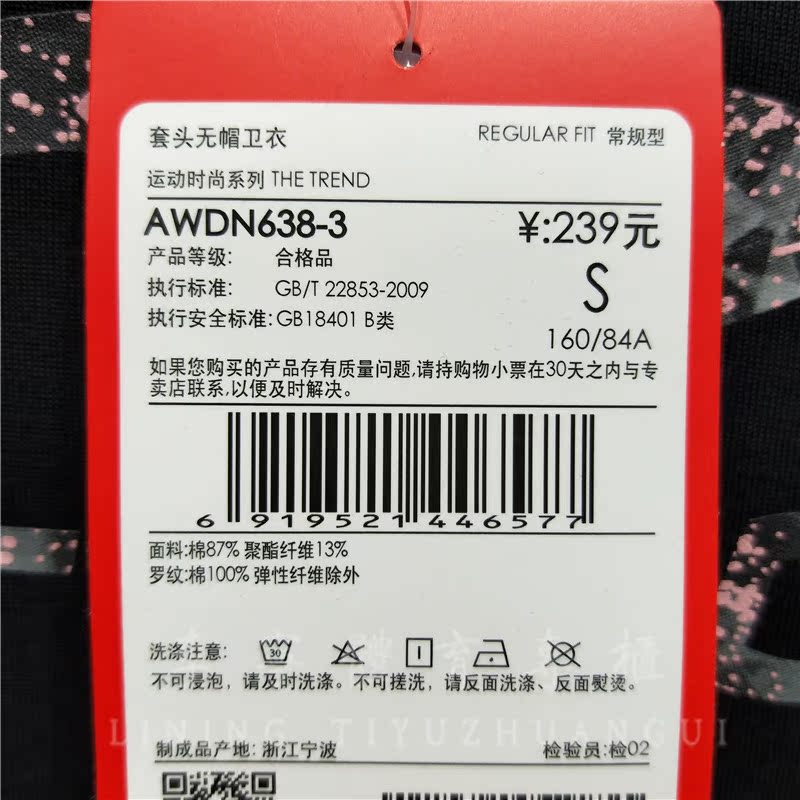 套头无帽卫衣
REGULAR FIT 常规型
运动时尚系列 THE TREND
AWDN638-3
¥:239元
产品等级: 合格品
执行标准: GB/T 22853-2009
S
执行安全标准:GB18401 B类
160/84A
如果您购买的产品存有质量问题,请持购物小票在30天之内与专
卖店联系,以便及时解决。
6 919521 446577
面料:棉87% 聚酯纤维13%
罗纹:棉100% 弹性纤维除外
洗涤注意: 30
不可浸泡，请及时洗涤。不可搓洗，请反面洗涤、反面熨烫。
LINING TIYUZHUANGUI
制成品产地: 浙江宁波
检验员:检02